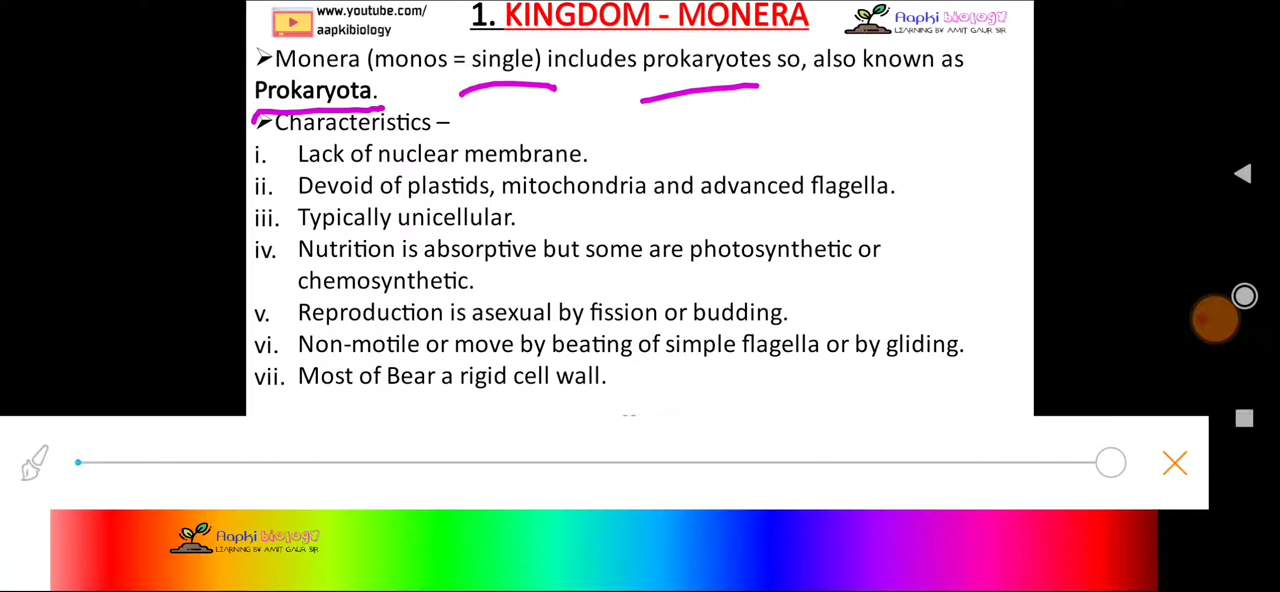 www.youtube.com/
aapkibiology
1. KINGDOM - MONERA
Aapki biology
LEARNING BY AMIT GAUR SIR
➢Monera (monos = single) includes prokaryotes so, also known as
Prokaryota.
➢Characteristics –
i. Lack of nuclear membrane.
ii. Devoid of plastids, mitochondria and advanced flagella.
iii. Typically unicellular.
iv. Nutrition is absorptive but some are photosynthetic or
chemosynthetic.
v. Reproduction is asexual by fission or budding.
vi. Non-motile or move by beating of simple flagella or by gliding.
vii. Most of Bear a rigid cell wall.
Aapki biology
LEARNING BY AMIT GAUR SIR